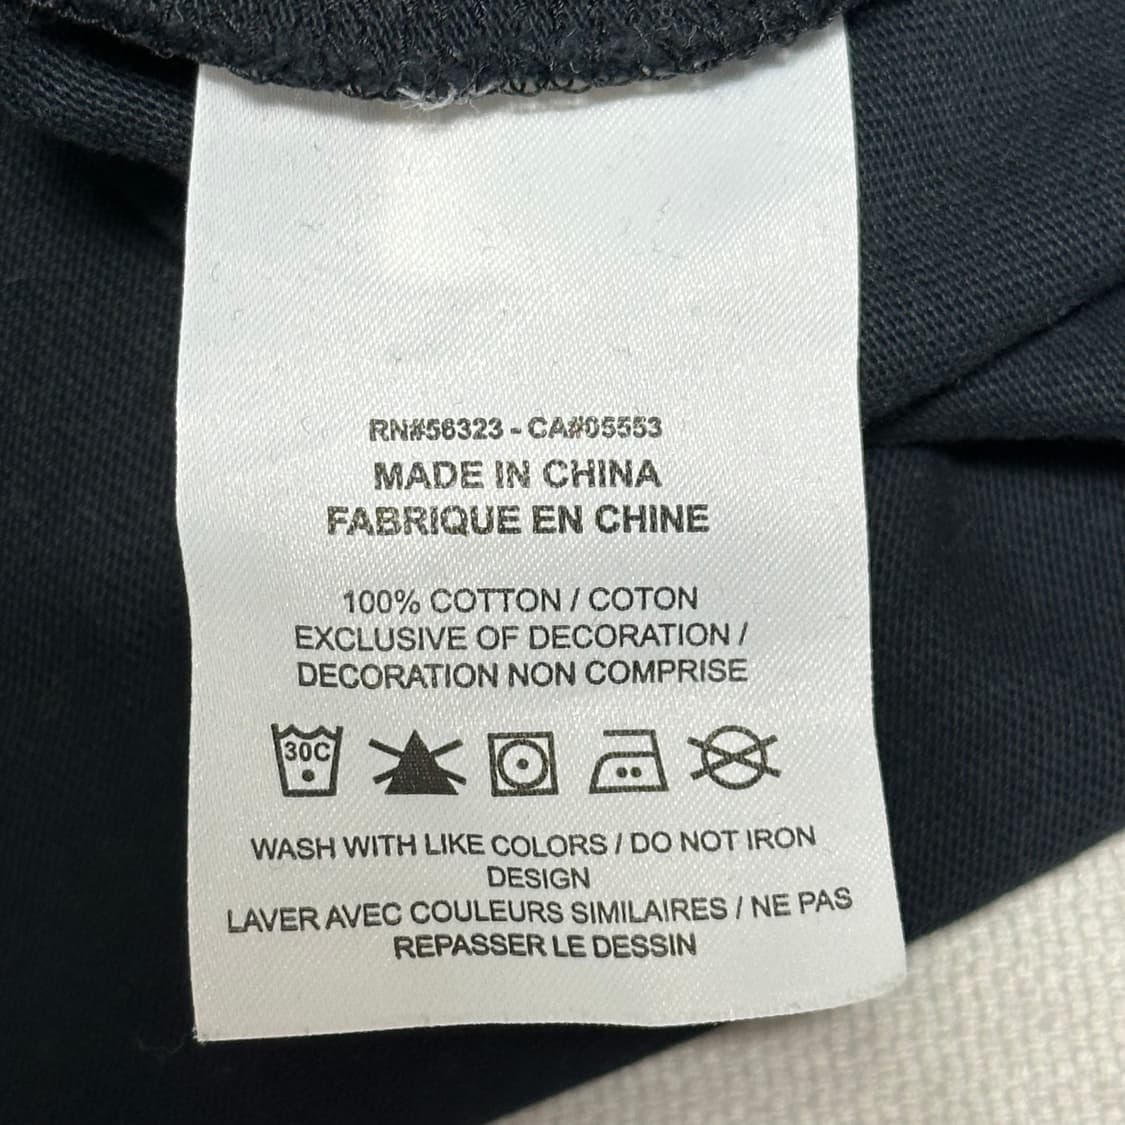 RN#56323 - CA#05553
MADE IN CHINA
FABRIQUE EN CHINE
100% COTTON / COTON
EXCLUSIVE OF DECORATION /
DECORATION NON COMPRISE
30C
WASH WITH LIKE COLORS / DO NOT IRON
DESIGN
LAVER AVEC COULEURS SIMILAIRES / NE PAS
REPASSER LE DESSIN